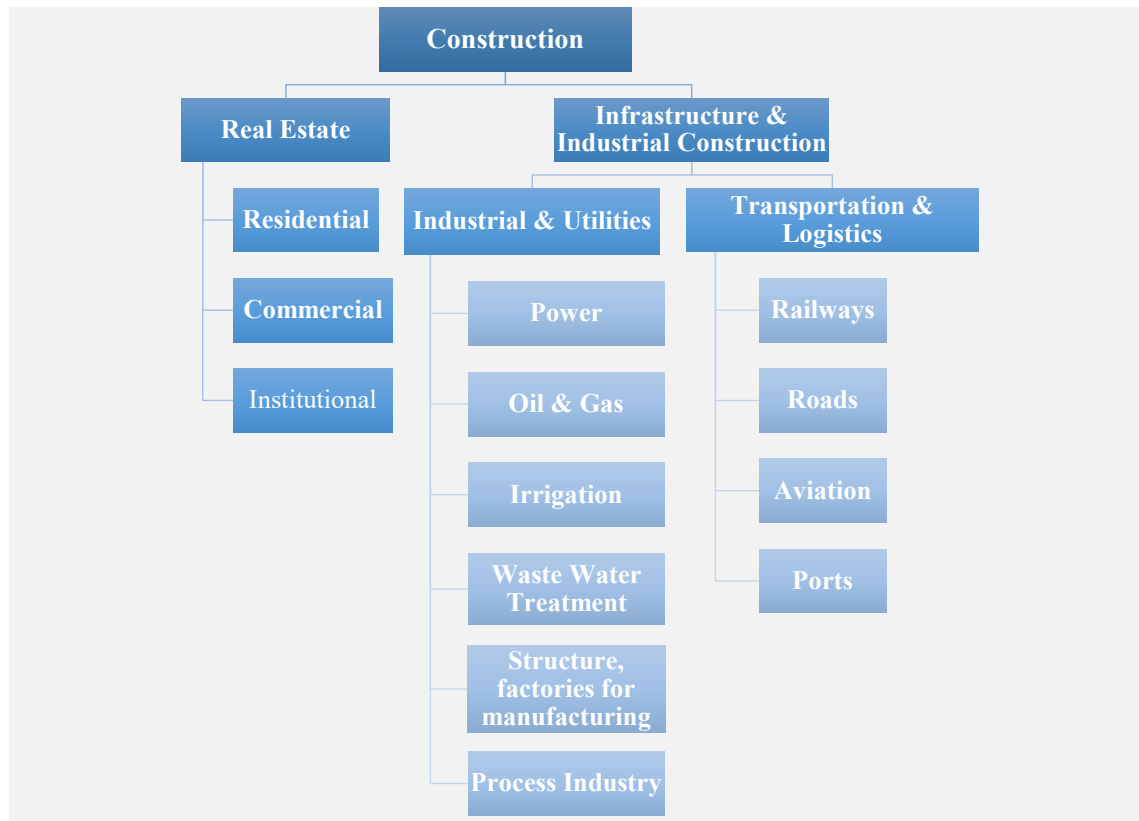 Construction
Real Estate
Infrastructure &
Industrial Construction
Residential
Commercial
Institutional
Industrial & Utilities
Power
Oil & Gas
Irrigation
Waste Water
Treatment
Structure,
factories for
manufacturing
Process Industry
Transportation &
Logistics
Railways
Roads
Aviation
Ports